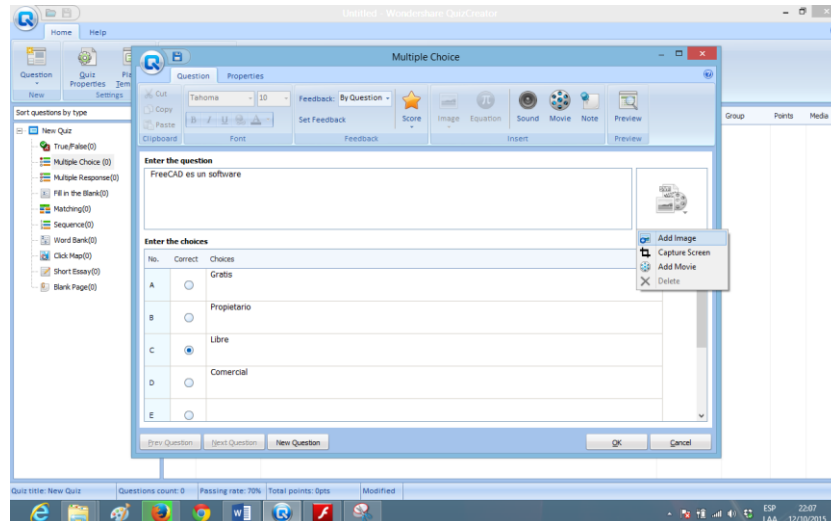 Untitled - Wondershare QuizCreator
Home Help
Question
Quiz Properties
New
Settings
Sort questions by type
New Quiz
True/False(0)
Multiple Choice (0)
Multiple Response(0)
Fill in the Blank(0)
Matching(0)
Sequence(0)
Word Bank(0)
Click Map(0)
Short Essay(0)
Blank Page(0)
Group Points Media
Multiple Choice
Question Properties
Cut
Copy
Paste
Clipboard
Tahoma 10
B I U A
Font
Feedback: By Question
Set Feedback
Score
Feedback
Image Equation Sound Movie Note
Insert
Preview
Preview
Enter the question
FreeCAD es un software
Add Image
Capture Screen
Add Movie
Delete
Enter the choices
No. Correct Choices
A Gratis
B Propietario
C Libre
D Comercial
E
Prev Question Next Question New Question OK Cancel
Quiz title: New Quiz Questions count: 0 Passing rate: 70% Total points: 0pts Modified
ESP 22:07
LAA 12/10/2015